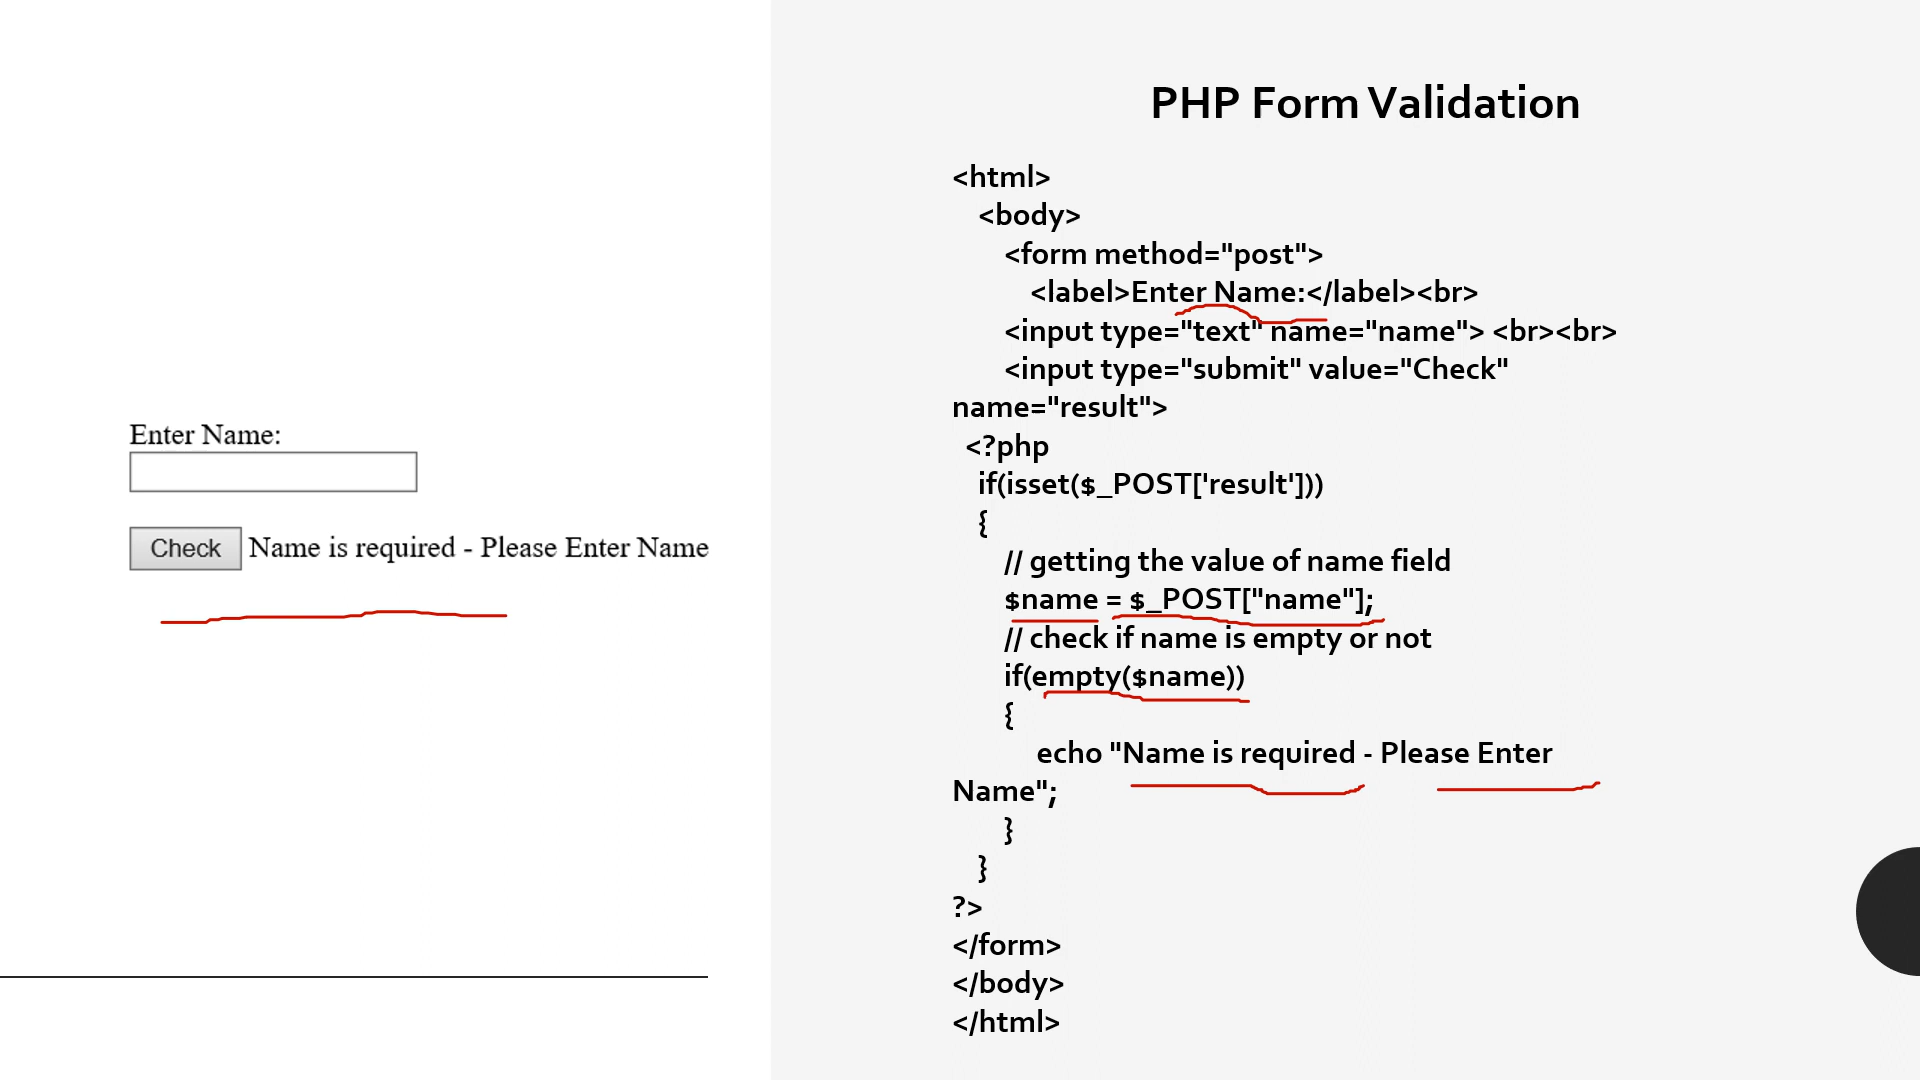 Enter Name:
Check Name is required - Please Enter Name
PHP Form Validation
<html>
<body>
<form method="post">
<label>Enter Name:</label><br>
<input type="text" name="name"> <br><br>
<input type="submit" value="Check"
name="result">
<?php
if(isset($_POST['result']))
{
// getting the value of name field
$name = $_POST["name"];
// check if name is empty or not
if(empty($name))
{
echo "Name is required - Please Enter
Name";
}
}
?>
</form>
</body>
</html>